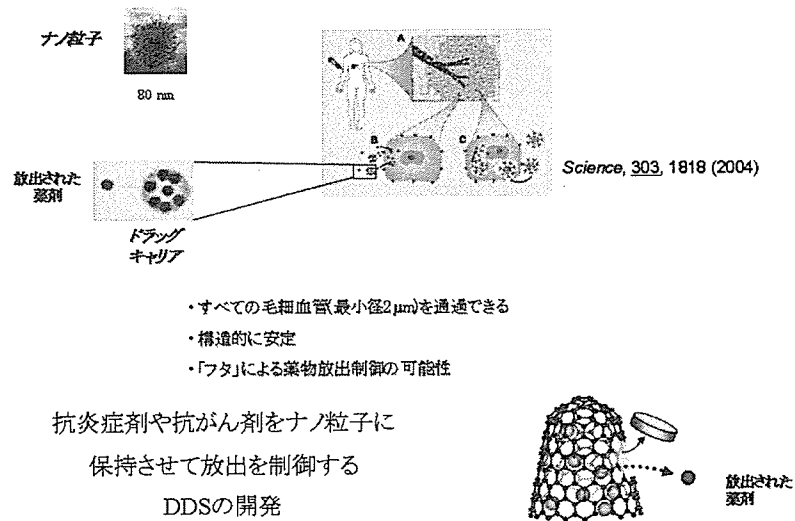 ナノ粒子
80 nm
A
B
C
Science, 303, 1818 (2004)
放出された
薬剤
ドラッグ
キャリア
・すべての毛細血管(最小径2μm)を通過できる
・構造的に安定
・「フタ」による薬物放出制御の可能性
抗炎症剤や抗がん剤をナノ粒子に
保持させて放出を制御する
DDSの開発
放出された
薬剤